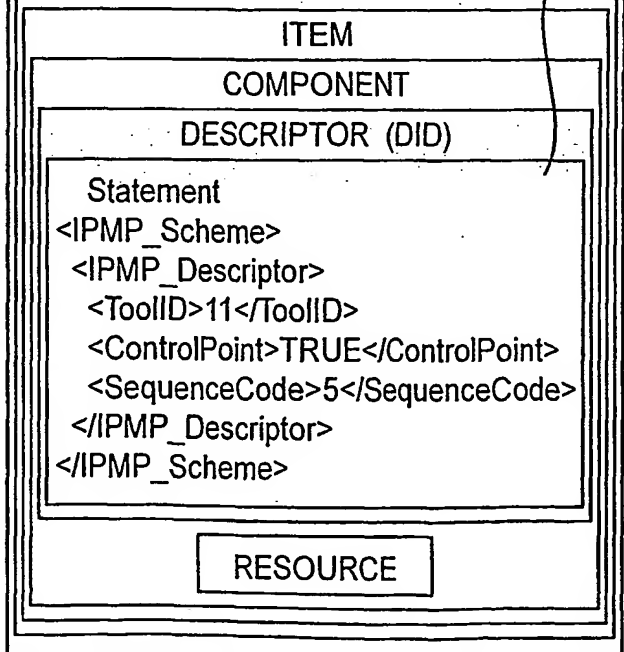 ITEM
COMPONENT
DESCRIPTOR (DID)
Statement
<IPMP_Scheme>
<IPMP_Descriptor>
<ToolID>11</ToolID>
<ControlPoint>TRUE</ControlPoint>
<SequenceCode>5</SequenceCode>
</IPMP_Descriptor>
</IPMP_Scheme>
RESOURCE